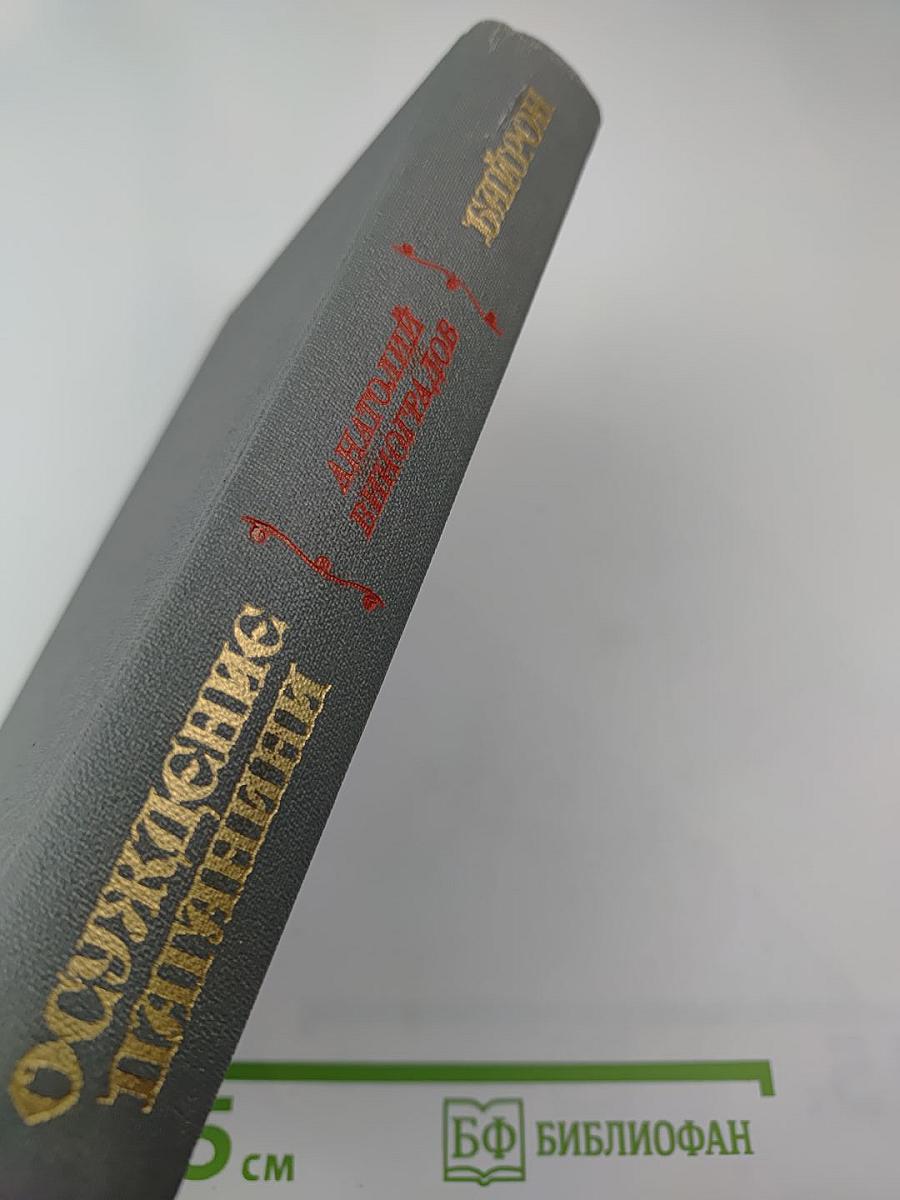 ОСУЖДЕНИЕ
ПАГАНИНИ
АНАТОЛИЙ
ВИНОГРАДОВ
БАЙРОН
5 см
БФ БИБЛИОФАН